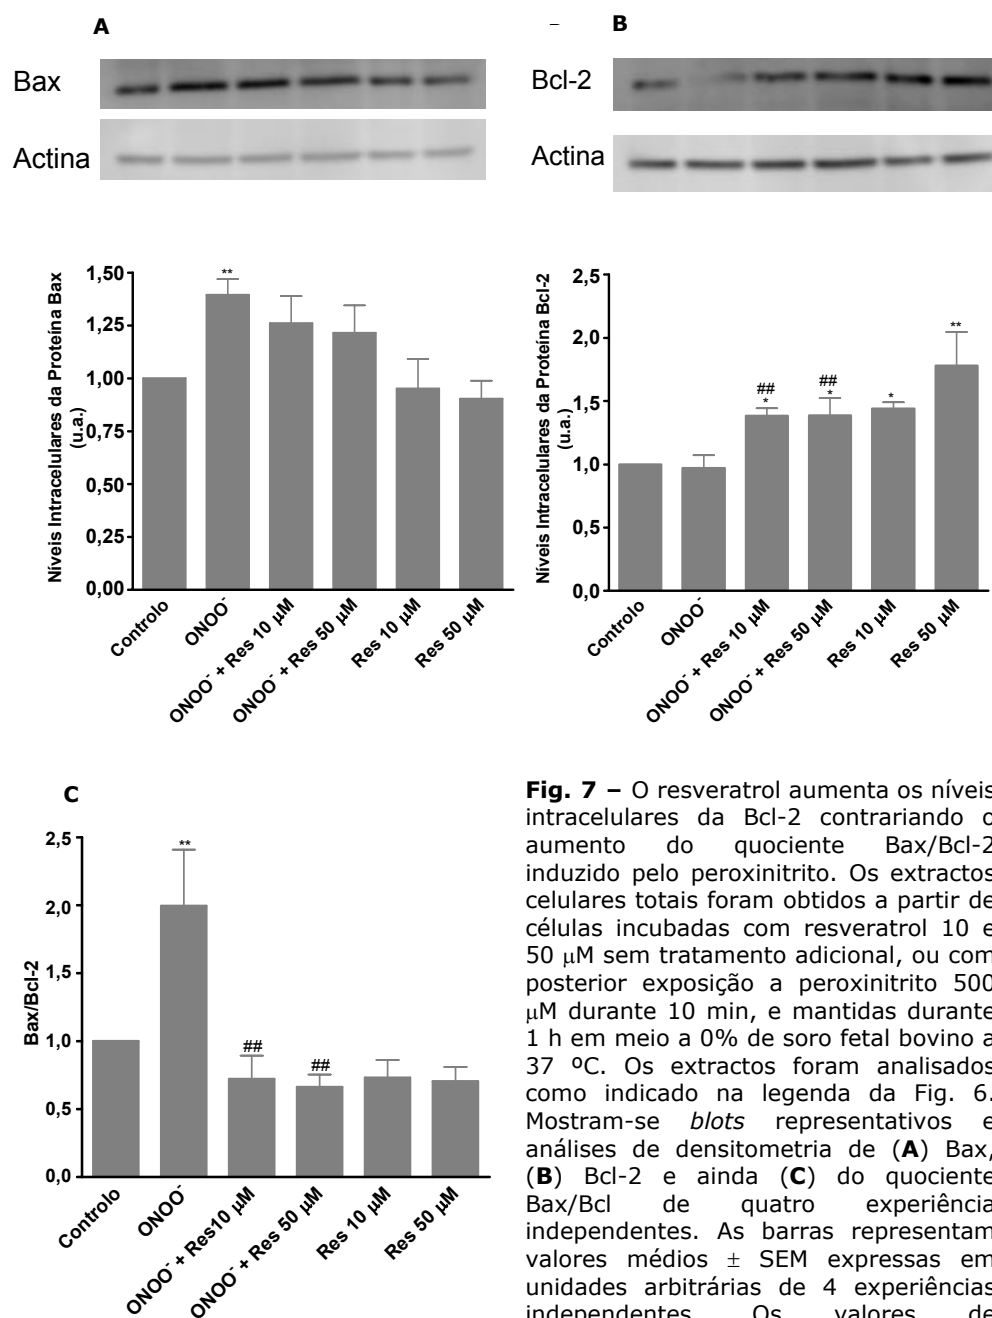 A
B
Bax
Actina
Bcl-2
Actina
Níveis Intracelulares da Proteína Bax
(u.a.)
1,50
1,25
1,00
0,75
0,50
0,25
0,00
**
Controlo
ONOO⁻
ONOO⁻ + Res 10 µM
ONOO⁻ + Res 50 µM
Res 10 µM
Res 50 µM
Níveis Intracelulares da Proteína Bcl-2
(u.a.)
2,5
2,0
1,5
1,0
0,5
0,0
##
*
##
*
*
**
Controlo
ONOO⁻
ONOO⁻ + Res 10 µM
ONOO⁻ + Res 50 µM
Res 10 µM
Res 50 µM
C
Bax/Bcl-2
2,5
2,0
1,5
1,0
0,5
0,0
**
##
##
Controlo
ONOO⁻
ONOO⁻ + Res10 µM
ONOO⁻ + Res 50 µM
Res 10 µM
Res 50 µM
Fig. 7 – O resveratrol aumenta os níveis
intracelulares da Bcl-2 contrariando o
aumento do quociente Bax/Bcl-2
induzido pelo peroxinitrito. Os extractos
celulares totais foram obtidos a partir de
células incubadas com resveratrol 10 e
50 µM sem tratamento adicional, ou com
posterior exposição a peroxinitrito 500
µM durante 10 min, e mantidas durante
1 h em meio a 0% de soro fetal bovino a
37 ºC. Os extractos foram analisados
como indicado na legenda da Fig. 6.
Mostram-se blots representativos e
análises de densitometria de (A) Bax,
(B) Bcl-2 e ainda (C) do quociente
Bax/Bcl de quatro experiência
independentes. As barras representam
valores médios ± SEM expressas em
unidades arbitrárias de 4 experiências
independentes. Os valores de